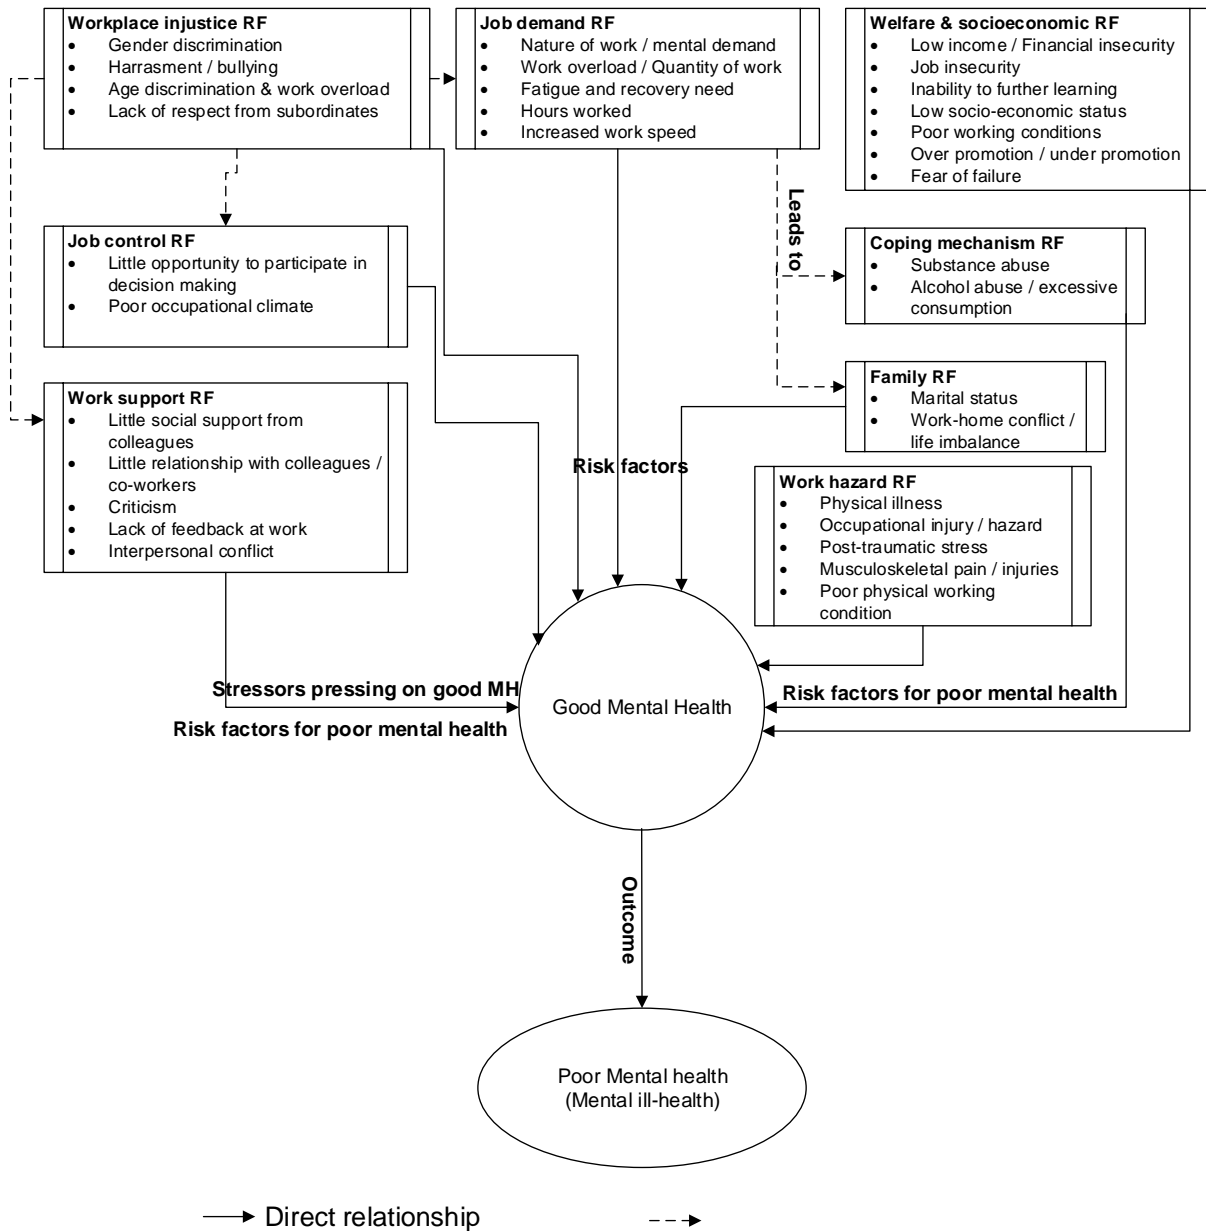 Workplace injustice RF
• Gender discrimination
• Harrasment / bullying
• Age discrimination & work overload
• Lack of respect from subordinates
Job demand RF
• Nature of work / mental demand
• Work overload / Quantity of work
• Fatigue and recovery need
• Hours worked
• Increased work speed
Welfare & socioeconomic RF
• Low income / Financial insecurity
• Job insecurity
• Inability to further learning
• Low socio-economic status
• Poor working conditions
• Over promotion / under promotion
• Fear of failure
Leads to
Job control RF
• Little opportunity to participate in
decision making
• Poor occupational climate
Coping mechanism RF
• Substance abuse
• Alcohol abuse / excessive
consumption
Work support RF
• Little social support from
colleagues
• Little relationship with colleagues /
co-workers
• Criticism
• Lack of feedback at work
• Interpersonal conflict
Family RF
• Marital status
• Work-home conflict /
life imbalance
Risk factors
Work hazard RF
• Physical illness
• Occupational injury / hazard
• Post-traumatic stress
• Musculoskeletal pain / injuries
• Poor physical working
condition
Stressors pressing on good MH
Risk factors for poor mental health
Good Mental Health
Risk factors for poor mental health
Outcome
Poor Mental health
(Mental ill-health)
Direct relationship